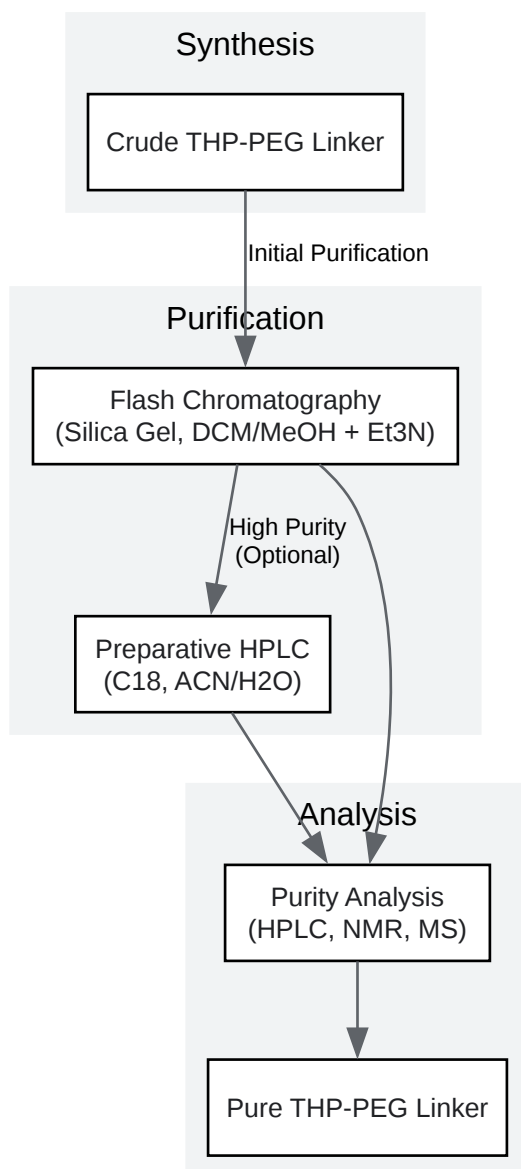 Synthesis
Crude THP-PEG Linker
Initial Purification
Purification
Flash Chromatography
(Silica Gel, DCM/MeOH + Et3N)
High Purity
(Optional)
Preparative HPLC
(C18, ACN/H2O)
Analysis
Purity Analysis
(HPLC, NMR, MS)
Pure THP-PEG Linker